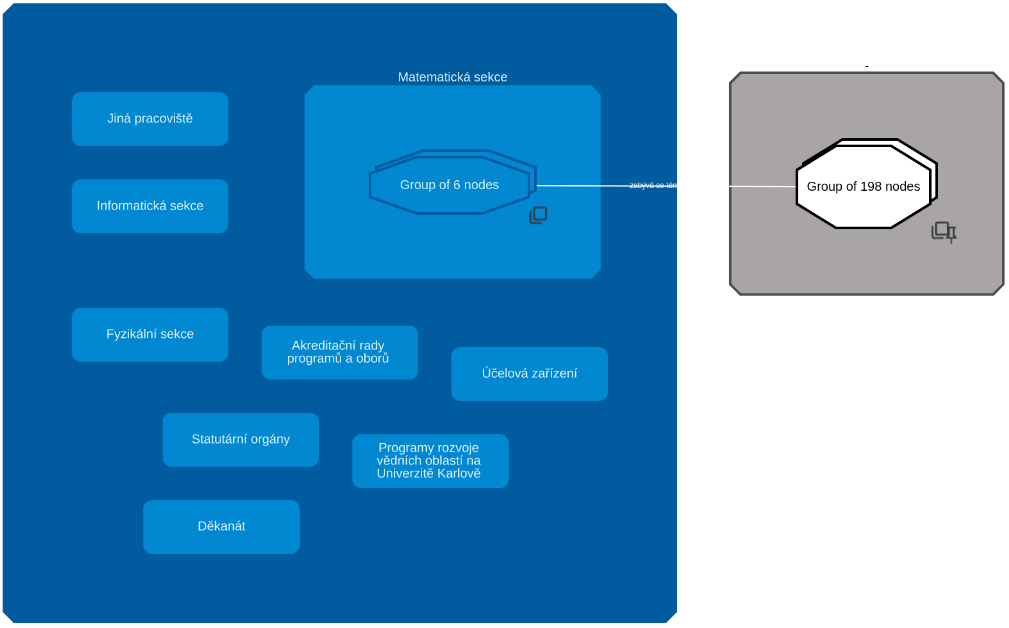 Matematická sekce
-
Jiná pracoviště
Group of 6 nodes
zabývá se tém
Group of 198 nodes
Informatická sekce
Fyzikální sekce
Akreditační rady
programů a oborů
Účelová zařízení
Statutární orgány
Programy rozvoje
vědních oblastí na
Univerzitě Karlově
Děkanát